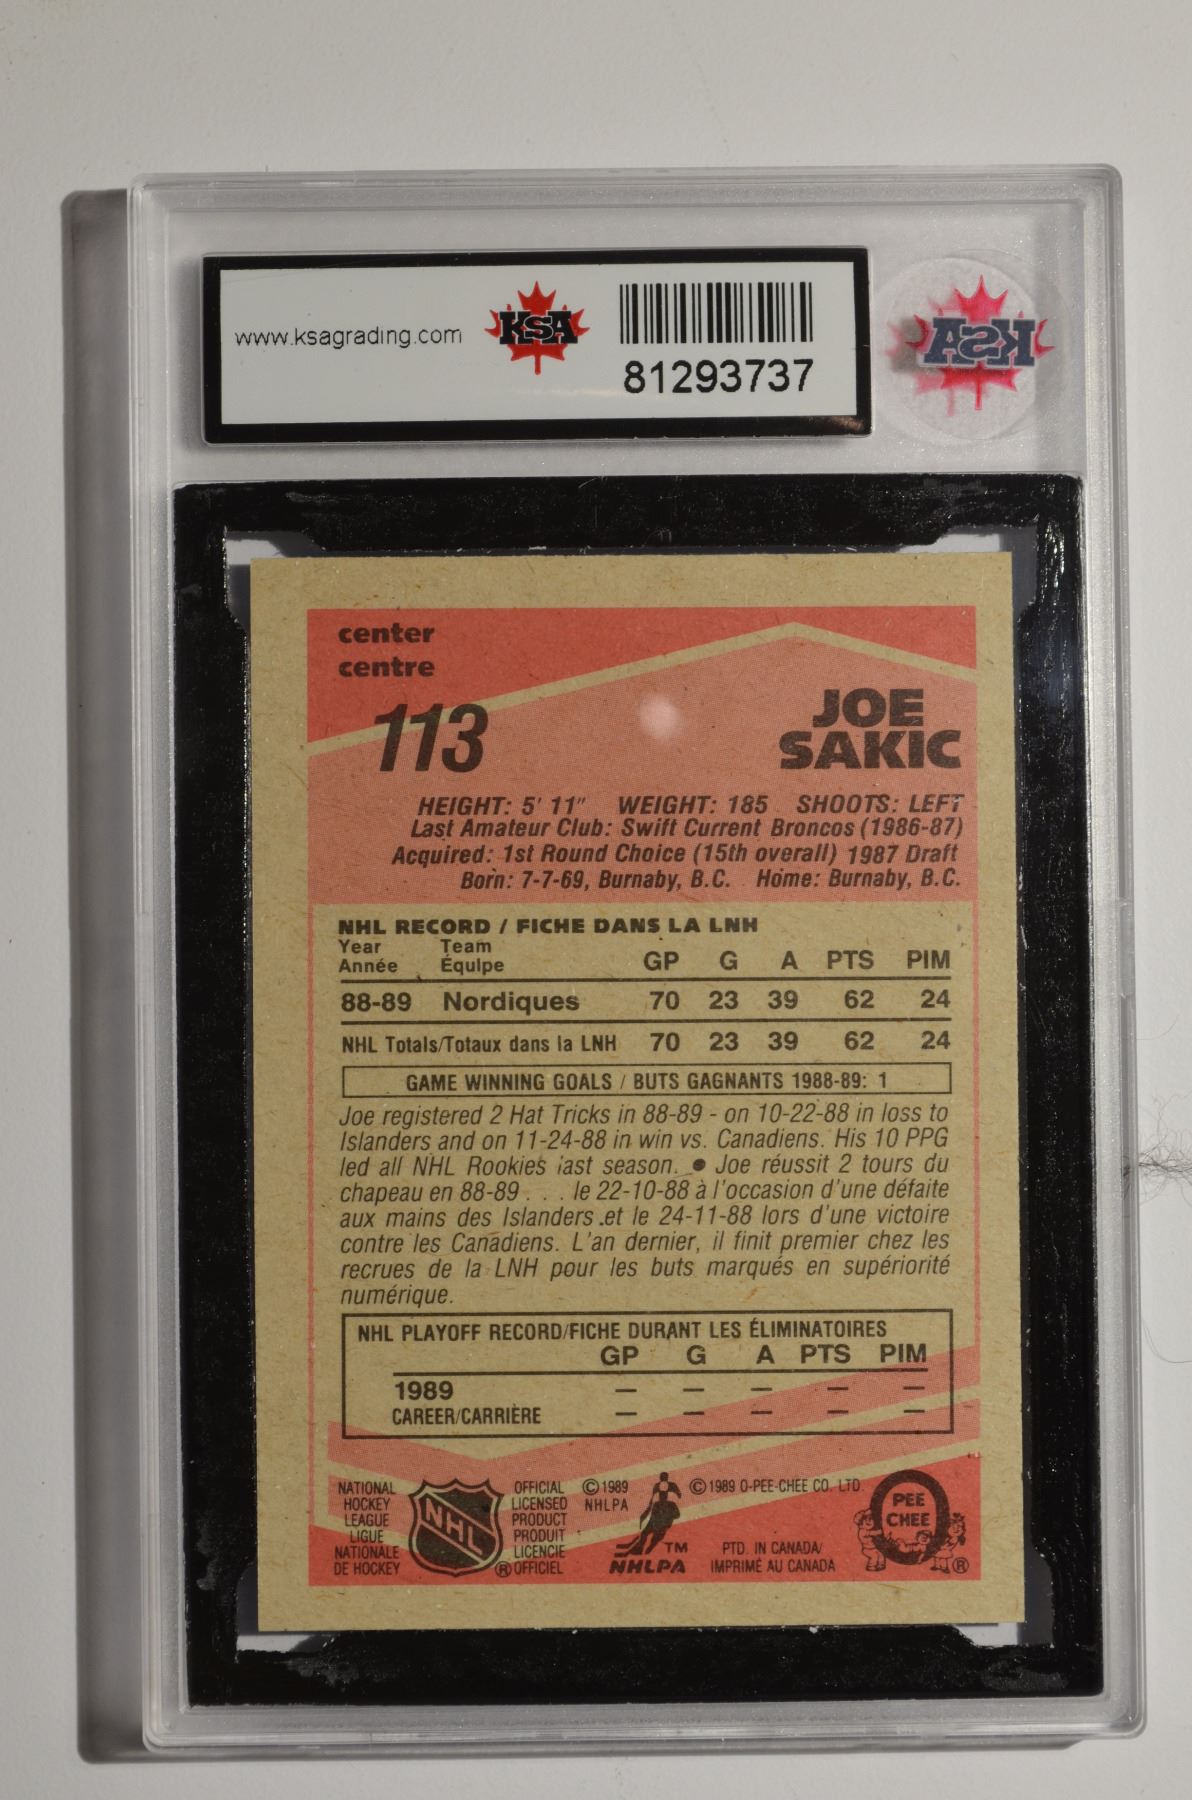 www.ksagrading.com
KSA
81293737
KSA
center
centre
113
JOE
SAKIC
HEIGHT: 5' 11" WEIGHT: 185 SHOOTS: LEFT
Last Amateur Club: Swift Current Broncos (1986-87)
Acquired: 1st Round Choice (15th overall) 1987 Draft
Born: 7-7-69, Burnaby, B.C. Home: Burnaby, B.C.
NHL RECORD / FICHE DANS LA LNH
Year Team
Année Équipe GP G A PTS PIM
88-89 Nordiques 70 23 39 62 24
NHL Totals/Totaux dans la LNH 70 23 39 62 24
GAME WINNING GOALS / BUTS GAGNANTS 1988-89: 1
Joe registered 2 Hat Tricks in 88-89 - on 10-22-88 in loss to
Islanders and on 11-24-88 in win vs. Canadiens. His 10 PPG
led all NHL Rookies last season. ● Joe réussit 2 tours du
chapeau en 88-89 . . . le 22-10-88 à l'occasion d'une défaite
aux mains des Islanders et le 24-11-88 lors d'une victoire
contre les Canadiens. L'an dernier, il finit premier chez les
recrues de la LNH pour les buts marqués en supériorité
numérique.
NHL PLAYOFF RECORD/FICHE DURANT LES ÉLIMINATOIRES
GP G A PTS PIM
1989 — — — — —
CAREER/CARRIÈRE — — — — —
NATIONAL
HOCKEY
LEAGUE
LIGUE
NATIONALE
DE HOCKEY
NHL
®
OFFICIAL
LICENSED
PRODUCT
PRODUIT
LICENCIE
OFFICIEL
© 1989
NHLPA
TM
NHLPA
© 1989 O-PEE-CHEE CO. LTD.
PTD. IN CANADA/
IMPRIMÉ AU CANADA
PEE
CHEE
®